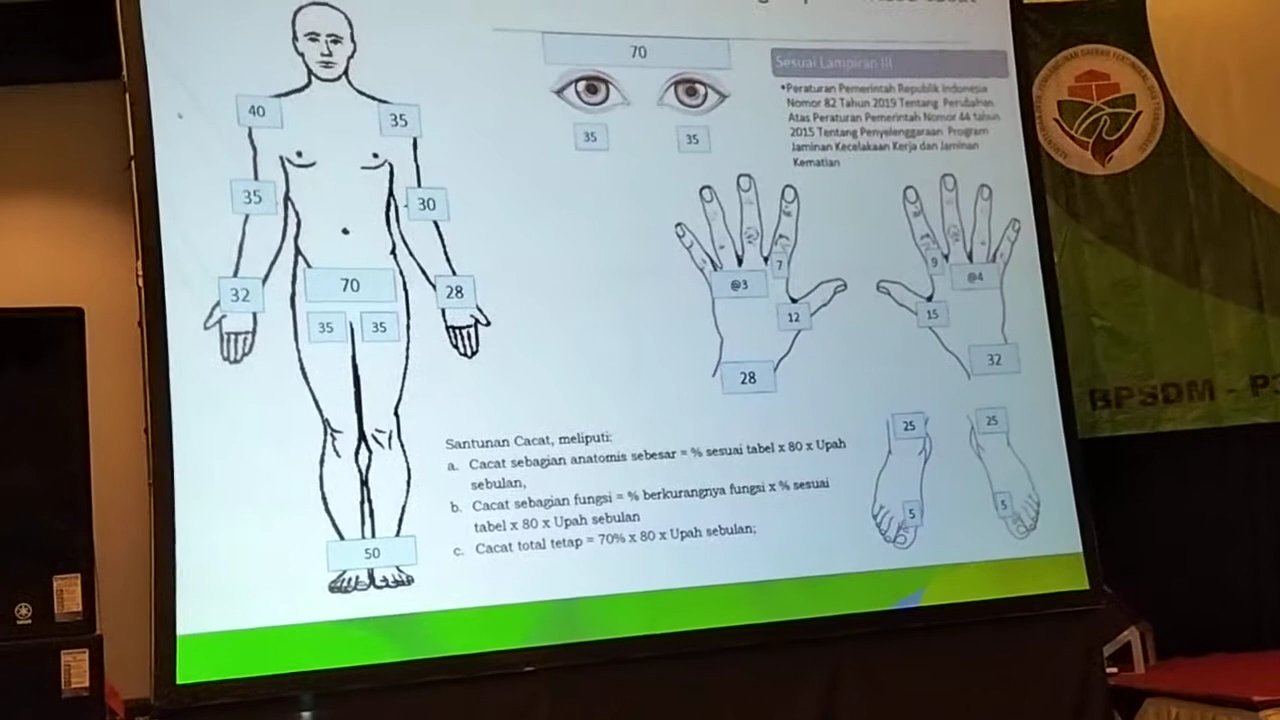 70
Sesuai Lampiran III
•Peraturan Pemerintah Republik Indonesia
Nomor 82 Tahun 2019 Tentang Perubahan
Atas Peraturan Pemerintah Nomor 44 tahun
2015 Tentang Penyelenggaraan Program
Jaminan Kecelakaan Kerja dan Jaminan
Kematian
35
35
40
35
35
30
32
70
28
35
35
50
7
@3
12
28
9
@4
15
32
25
25
5
5
Santunan Cacat, meliputi:
a. Cacat sebagian anatomis sebesar = % sesuai tabel x 80 x Upah
sebulan,
b. Cacat sebagian fungsi = % berkurangnya fungsi x % sesuai
tabel x 80 x Upah sebulan
c. Cacat total tetap = 70% x 80 x Upah sebulan;
BPSDM - P
YAMAHA